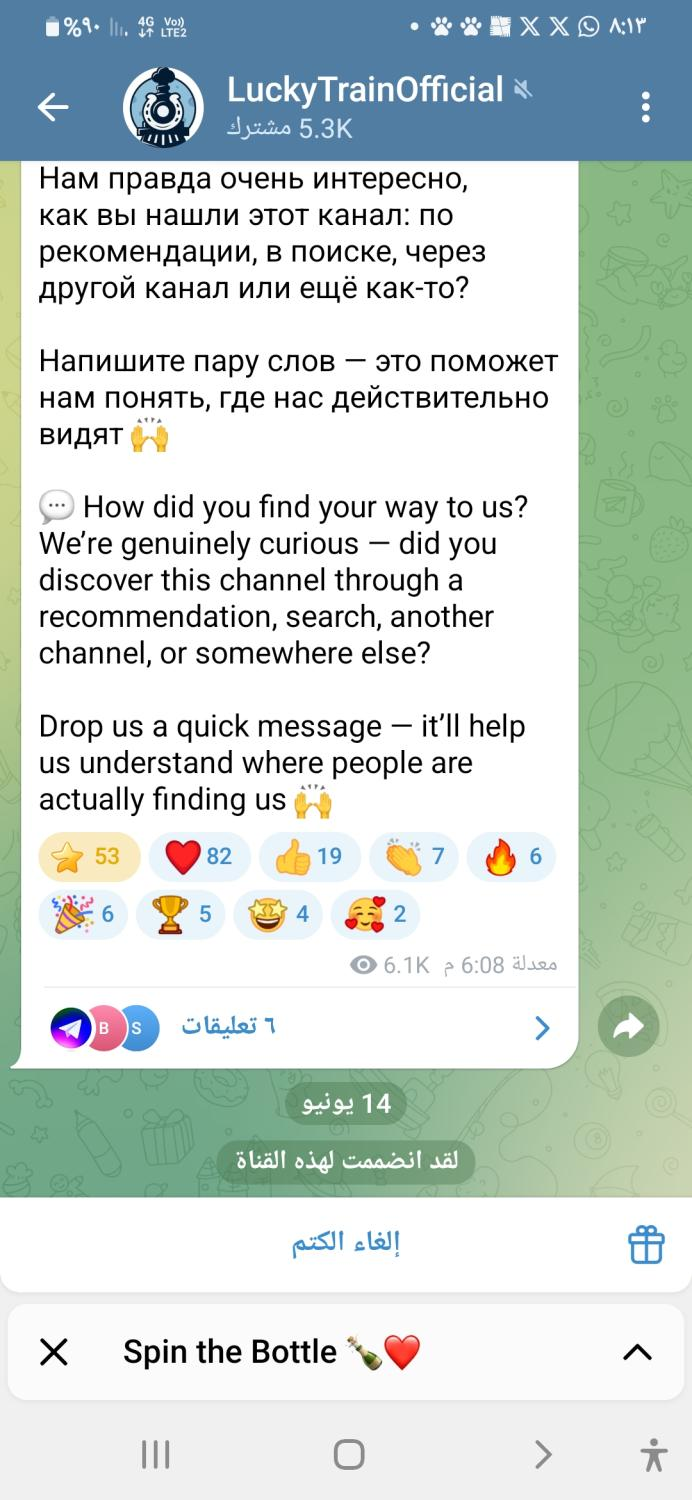 %٩٠ 4G Vo)) LTE2 ٨:١٣
LuckyTrainOfficial
5.3K مشترك
Нам правда очень интересно,
как вы нашли этот канал: по
рекомендации, в поиске, через
другой канал или ещё как-то?
Напишите пару слов — это поможет
нам понять, где нас действительно
видят 🙌
💬 How did you find your way to us?
We’re genuinely curious — did you
discover this channel through a
recommendation, search, another
channel, or somewhere else?
Drop us a quick message — it’ll help
us understand where people are
actually finding us 🙌
⭐ 53 ❤️ 82 👍 19 👏 7 🔥 6
🎉 6 🏆 5 🤩 4 🥰 2
6.1K معدلة 6:08 م
B S ٦ تعليقات
14 يونيو
لقد انضممت لهذه القناة
إلغاء الكتم
Spin the Bottle 🍾❤️